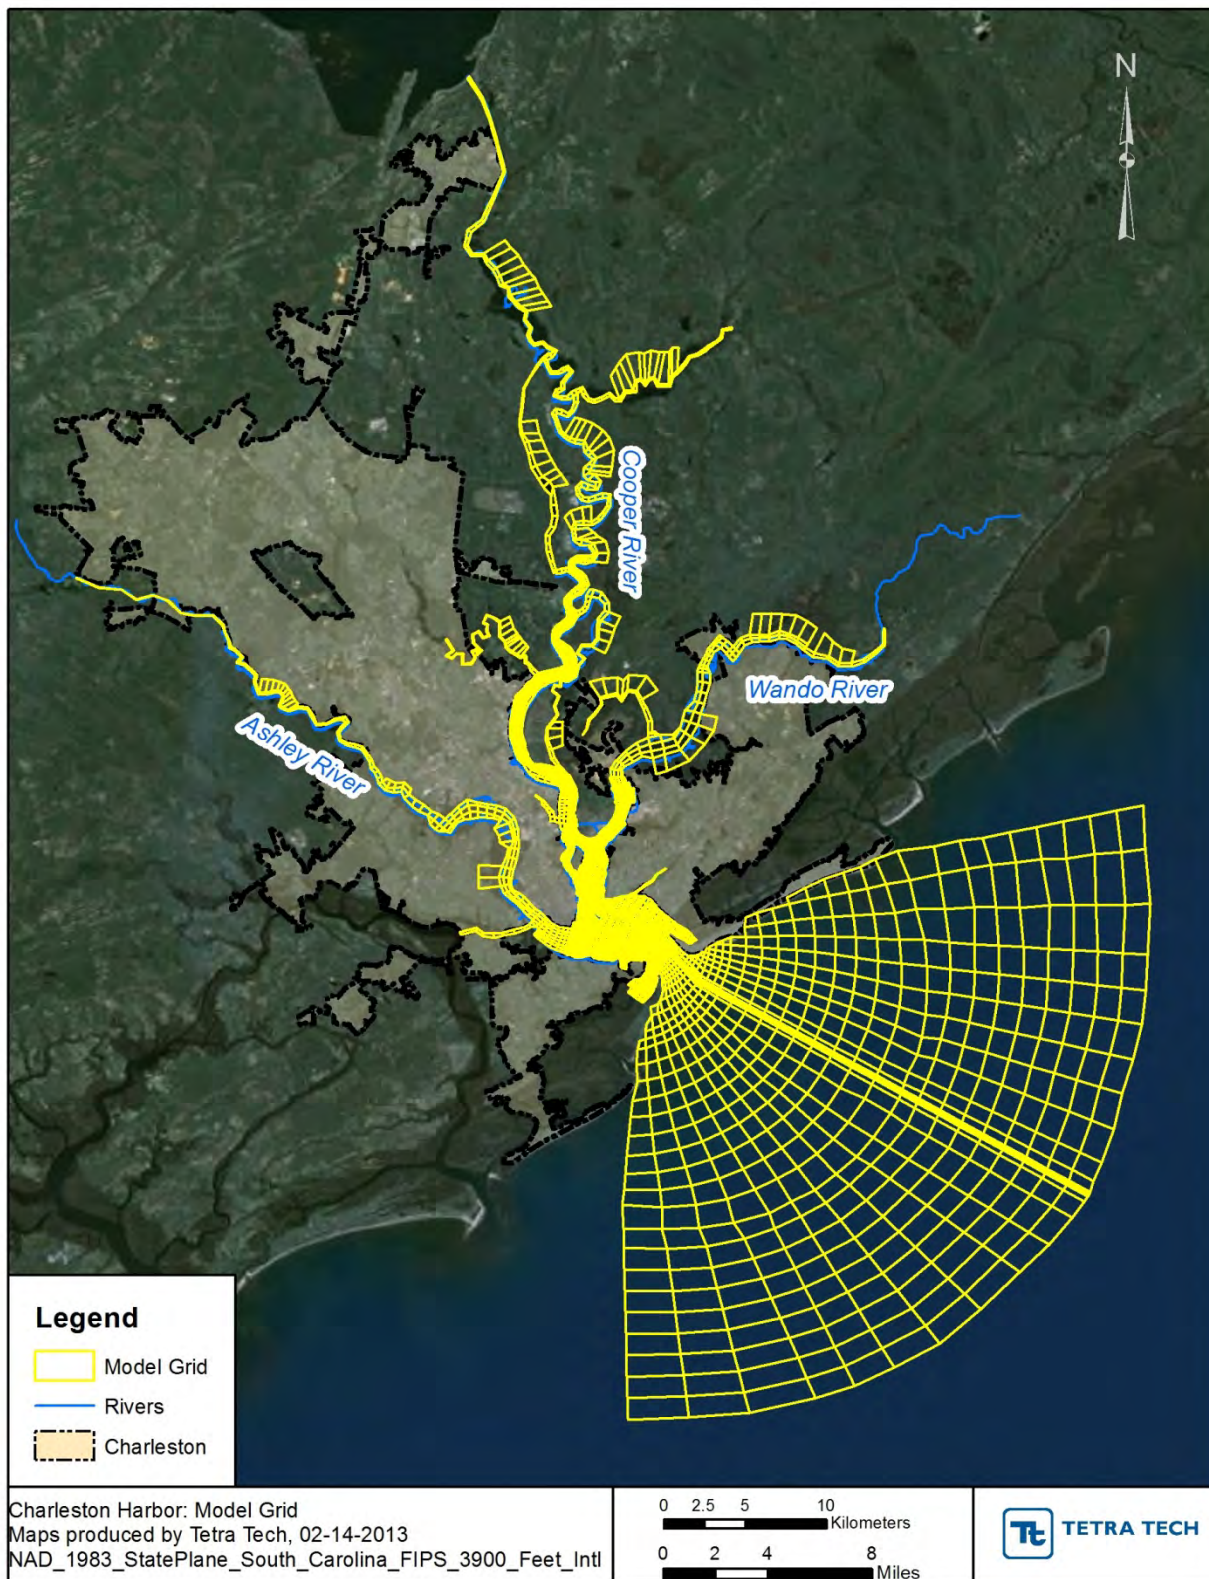 N
Cooper River
Wando River
Ashley River
Legend
Model Grid
Rivers
Charleston
Charleston Harbor: Model Grid
Maps produced by Tetra Tech, 02-14-2013
NAD_1983_StatePlane_South_Carolina_FIPS_3900_Feet_Intl
0 2.5 5 10
Kilometers
0 2 4 8
Miles
Tt TETRA TECH